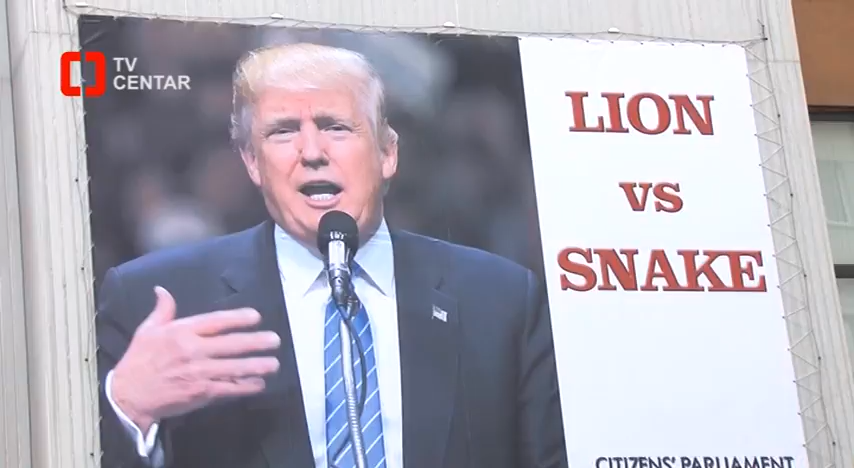 TV
CENTAR
LION
VS
SNAKE
CITIZENS' PARLIAMENT